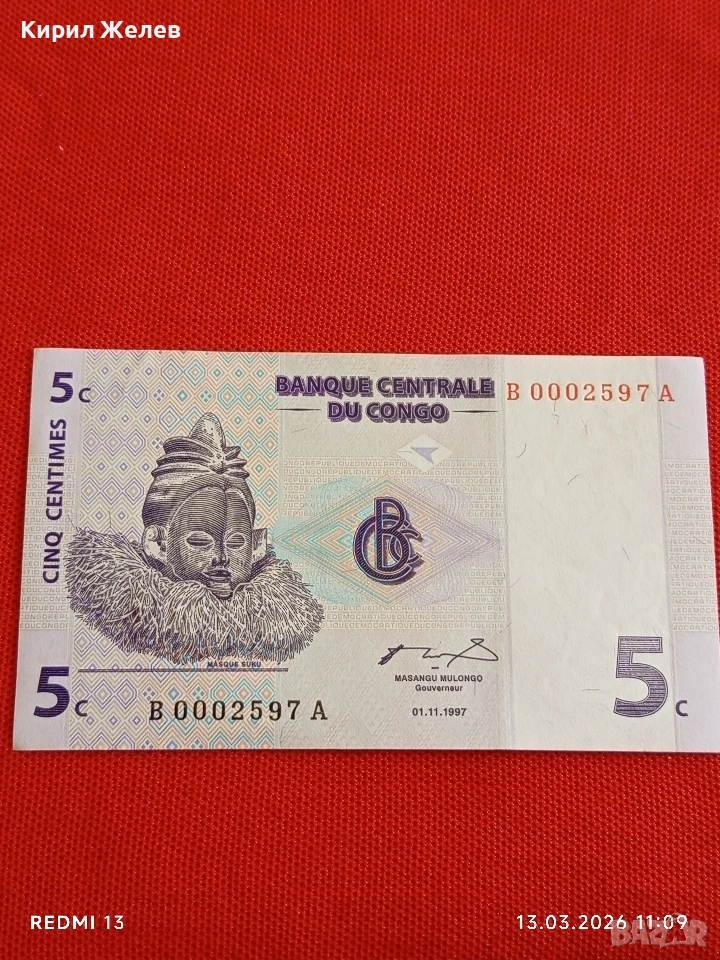 Кирил Желев
5 c
BANQUE CENTRALE
DU CONGO
B 0002597 A
CINQ CENTIMES
MASQUE SUKU
MASANGU MULONGO
Gouverneur
01.11.1997
5 c
B 0002597 A
5 c
REDMI 13
13.03.2026 11:09
BAZAR